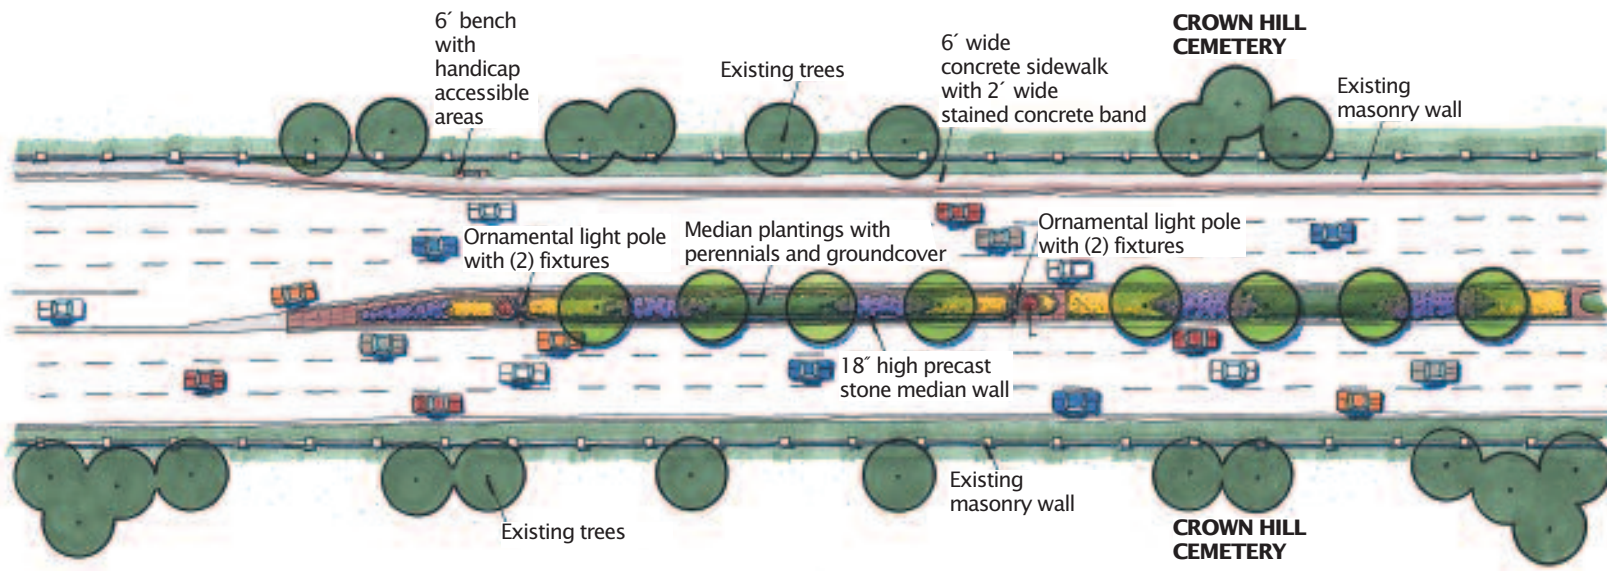 6´ bench
with
handicap
accessible
areas
Existing trees
6´ wide
concrete sidewalk
with 2´ wide
stained concrete band
CROWN HILL
CEMETERY
Existing
masonry wall
Ornamental light pole
with (2) fixtures
Median plantings with
perennials and groundcover
Ornamental light pole
with (2) fixtures
18˝ high precast
stone median wall
Existing trees
Existing
masonry wall
CROWN HILL
CEMETERY